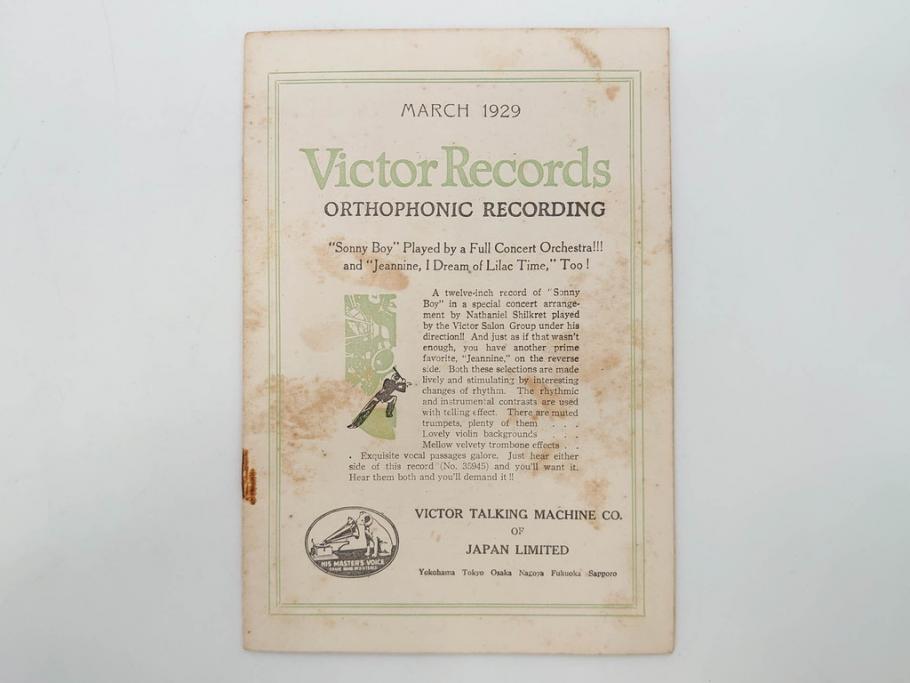 MARCH 1929
Victor Records
ORTHOPHONIC RECORDING
"Sonny Boy" Played by a Full Concert Orchestra!!!
and "Jeannine, I Dream of Lilac Time," Too!
A twelve-inch record of "Sonny
Boy" in a special concert arrange-
ment by Nathaniel Shilkret played
by the Victor Salon Group under his
direction!! And just as if that wasn't
enough, you have another prime
favorite, "Jeannine," on the reverse
side. Both these selections are made
lively and stimulating by interesting
changes of rhythm. The rhythmic
and instrumental contrasts are used
with telling effect. There are muted
trumpets, plenty of them . . .
Lovely violin backgrounds . . .
Mellow velvety trombone effects . .
. Exquisite vocal passages galore. Just hear either
side of this record (No. 35945) and you'll want it.
Hear them both and you'll demand it!!
VICTOR TALKING MACHINE CO.
OF
JAPAN LIMITED
HIS MASTER'S VOICE
Yokohama Tokyo Osaka Nagoya Fukuoka Sapporo